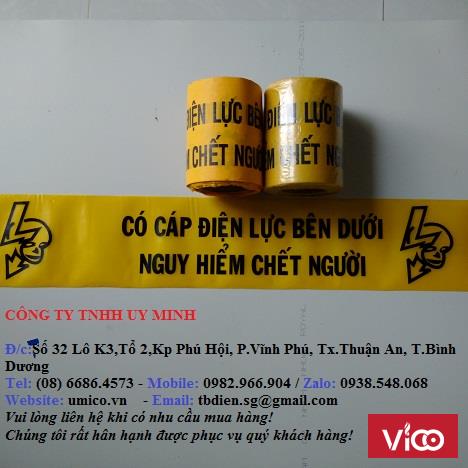 ĐIỆN LỰC BÊN
ĐIỆN LỰC BÊN
ỂM CHẾT NGƯỜI
ỂM CHẾT NGƯỜI
CÓ CÁP ĐIỆN LỰC BÊN DƯỚI
NGUY HIỂM CHẾT NGƯỜI
CÔNG TY TNHH UY MINH
Đ/c:Số 32 Lô K3,Tổ 2,Kp Phú Hội, P.Vĩnh Phú, Tx.Thuận An, T.Bình
Dương
Tel: (08) 6686.4573 - Mobile: 0982.966.904 / Zalo: 0938.548.068
Website: umico.vn - Email: tbdien.sg@gmail.com
Vui lòng liên hệ khi có nhu cầu mua hàng!
Chúng tôi rất hân hạnh được phục vụ quý khách hàng!
vico